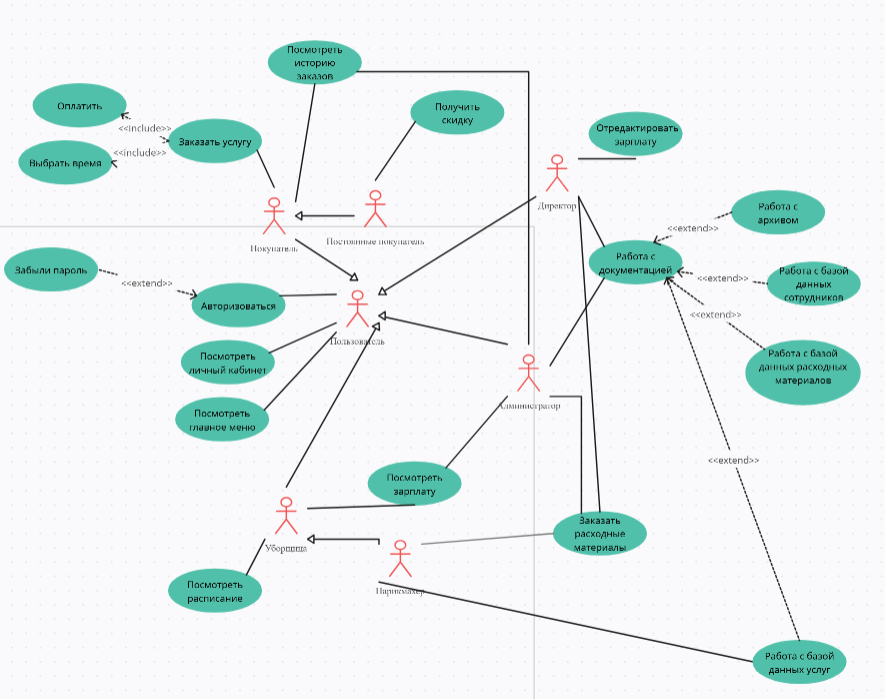 Посмотреть
историю
заказов
Оплатить
<<include>>
Заказать услугу
<<include>>
Выбрать время
Получить
скидку
Отредактировать
зарплату
Директор
Покупатель
Постоянные покупатель
Работа с
архивом
<<extend>>
Работа с
документацией
<<extend>>
Работа с базой
данных
сотрудников
<<extend>>
Работа с базой
данных расходных
материалов
Забыли пароль
<<extend>>
Авторизоваться
Пользователь
Посмотреть
личный кабинет
Посмотреть
главное меню
Администратор
<<extend>>
Посмотреть
зарплату
Заказать
расходные
материалы
Уборщица
Парикмахер
Посмотреть
расписание
Работа с базой
данных услуг